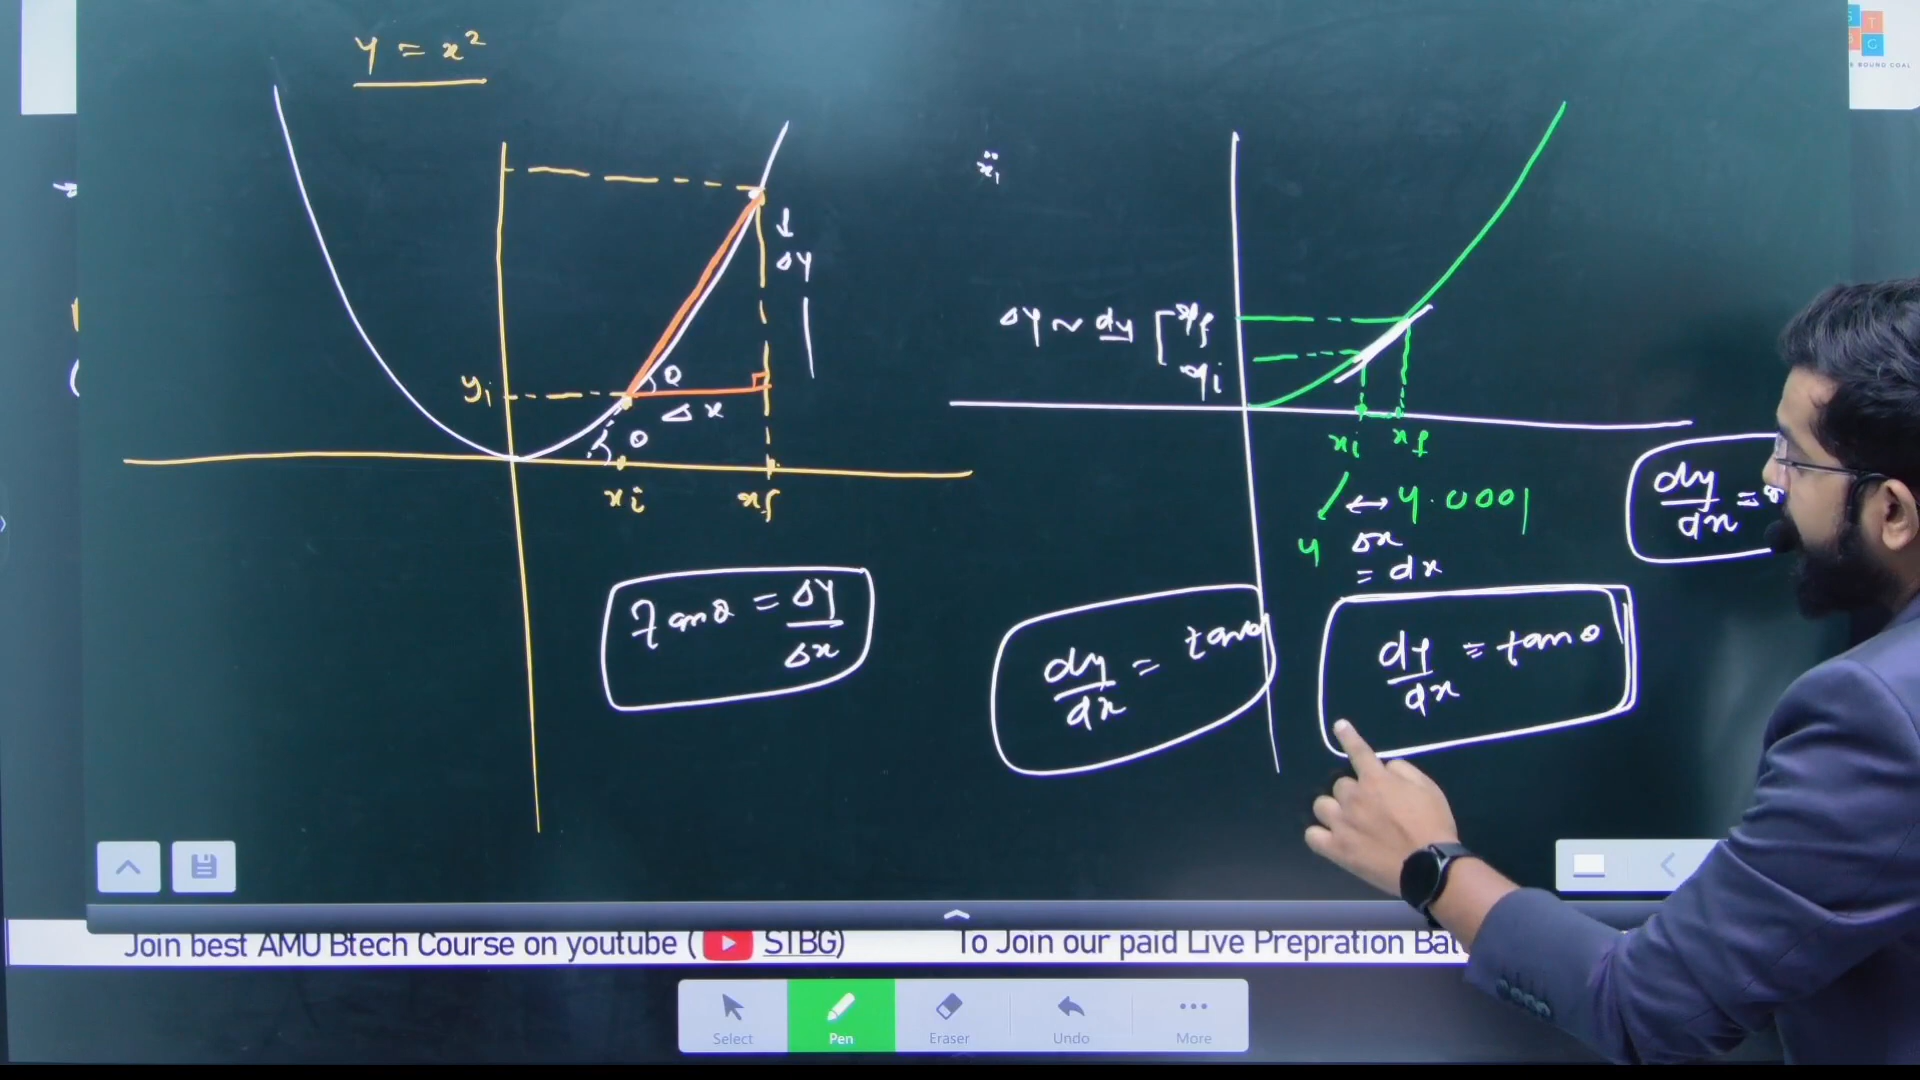 y = x²
ẍ₁
Δy
yᵢ
θ
Δx
θ
xᵢ
x_f
tanθ = Δy/Δx
Δy ~ dy
y_f
yᵢ
xᵢ
x_f
4
↔
4.0001
Δx
= dx
dy/dx = tanθ
dy/dx = tanθ
dy/dx =
Join best AMU Btech Course on youtube ( STBG)
To Join our paid Live Prepration Bat
Select
Pen
Eraser
Undo
More